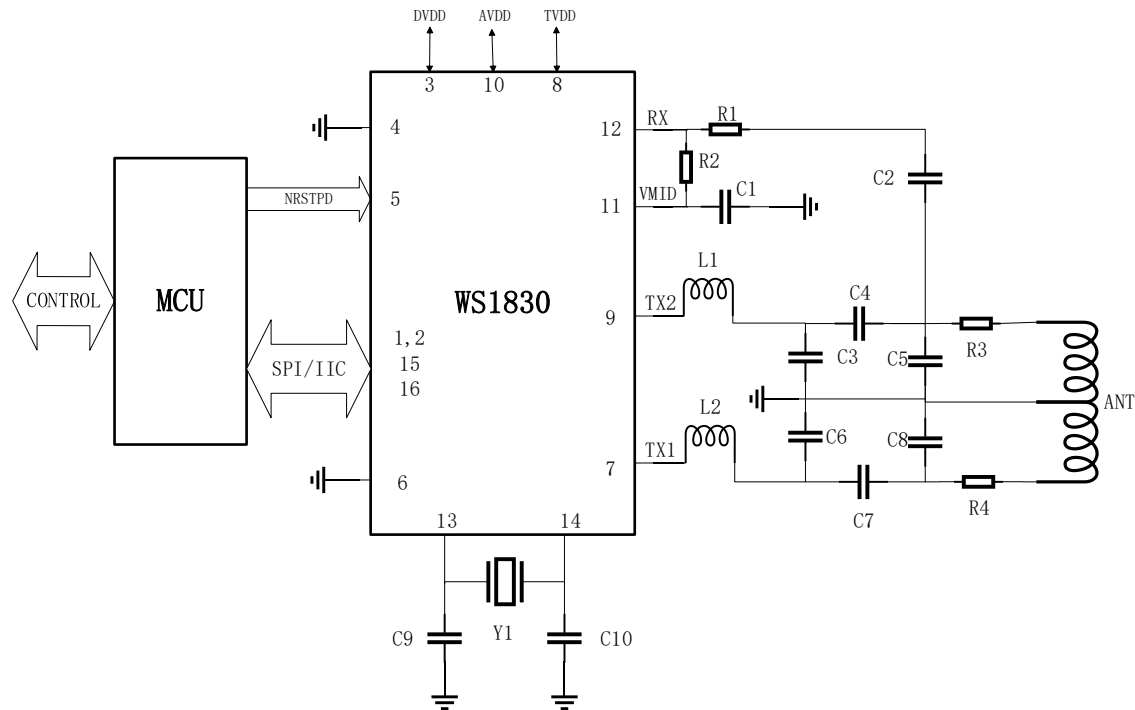 DVDD
AVDD
TVDD
3
10
8
4
12
RX
R1
R2
NRSTPD
5
11
VMID
C1
C2
CONTROL
MCU
WS1830
L1
TX2
9
C4
C3
C5
R3
1,2
15
16
SPI/IIC
ANT
L2
TX1
7
C6
C8
6
C7
R4
13
14
C9
Y1
C10